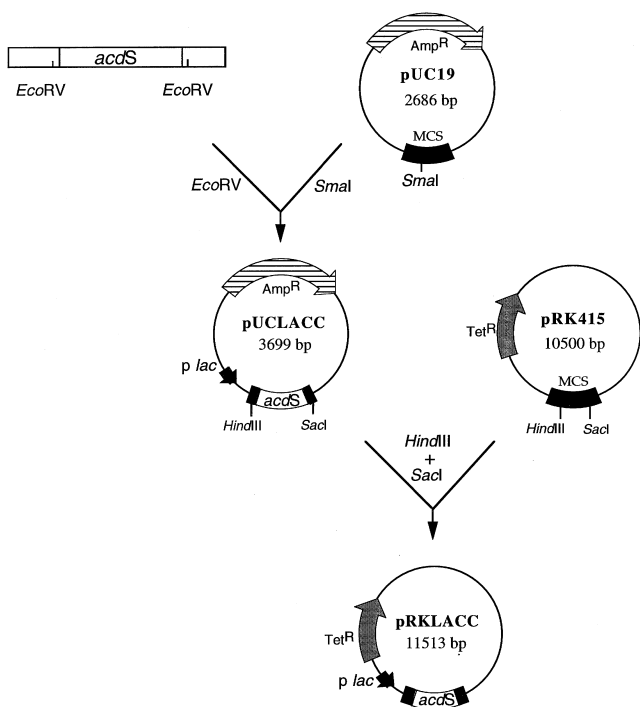 acdS
EcoRV EcoRV
AmpR
pUC19
2686 bp
MCS
SmaI
EcoRV SmaI
AmpR
pUCLACC
3699 bp
p lac
acdS
HindIII SacI
TetR
pRK415
10500 bp
MCS
HindIII SacI
HindIII
+
SacI
TetR
pRKLACC
11513 bp
p lac
acdS